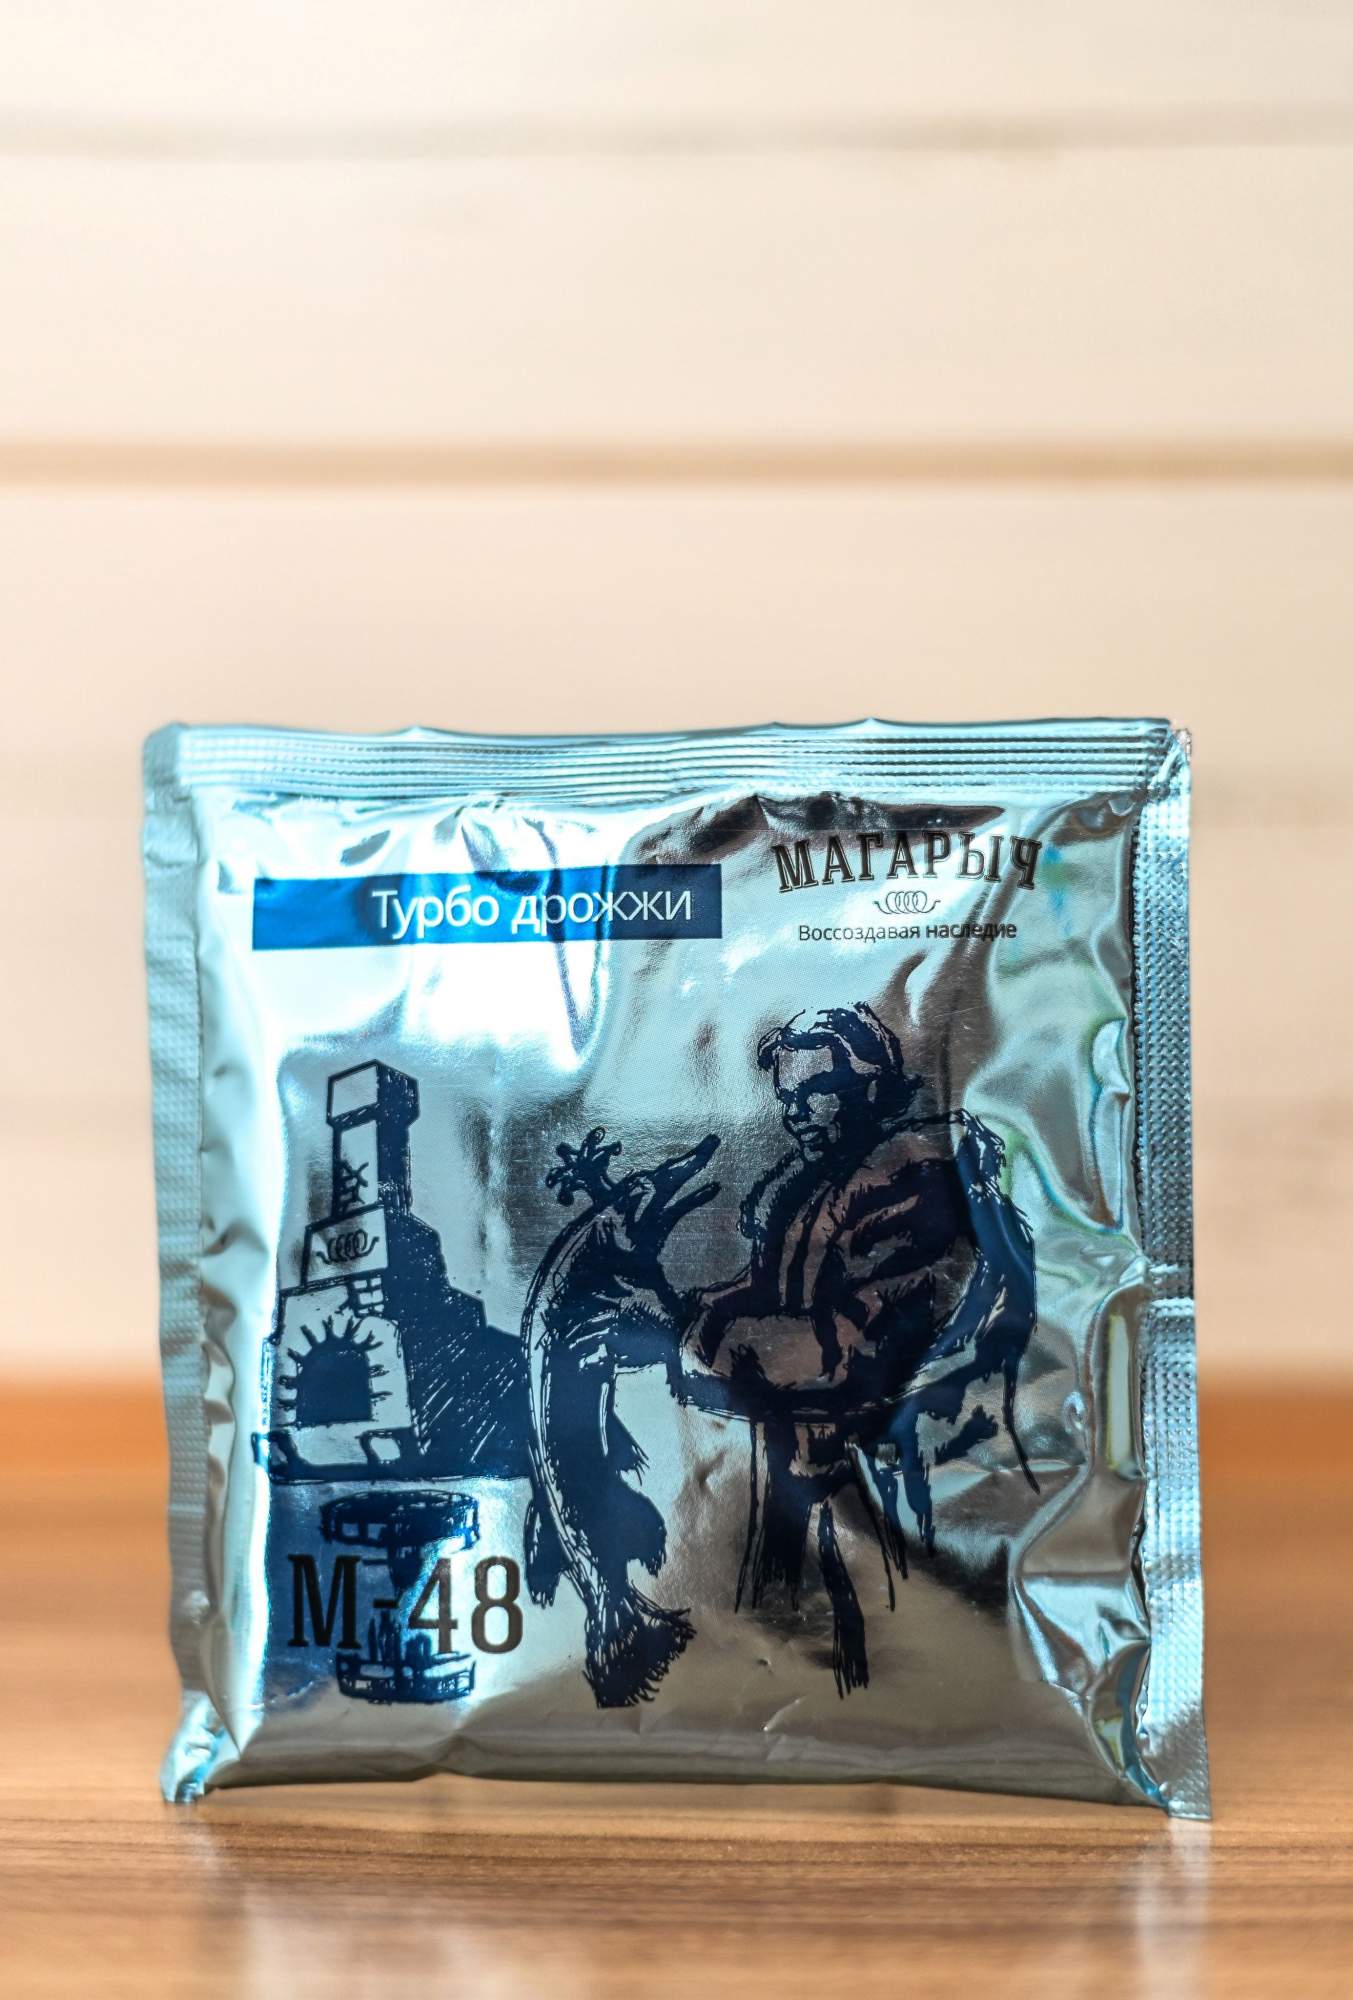 Турбо дрожжи
МАГАРЫЧ
Воссоздавая наследие
М-48